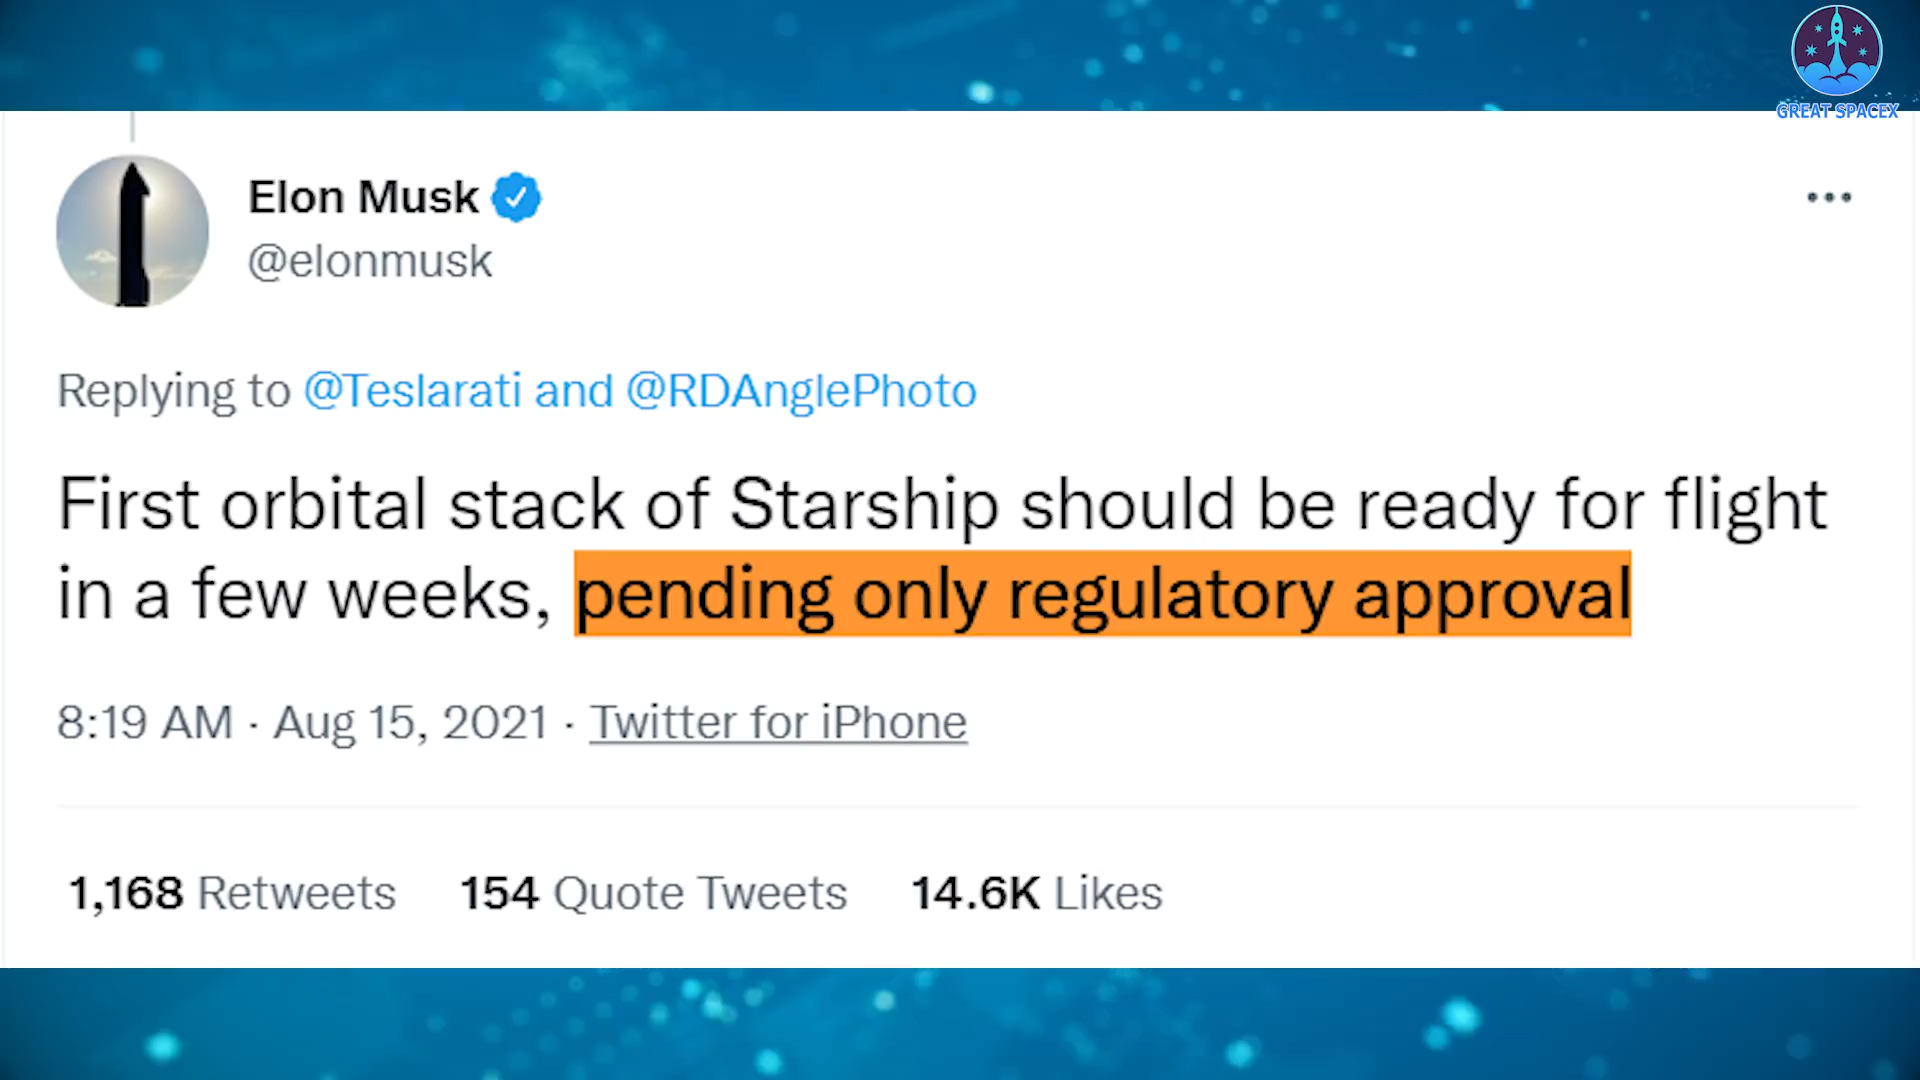 GREAT SPACEX
Elon Musk
@elonmusk
Replying to @Teslarati and @RDAnglePhoto
First orbital stack of Starship should be ready for flight
in a few weeks, pending only regulatory approval
8:19 AM · Aug 15, 2021 · Twitter for iPhone
1,168 Retweets 154 Quote Tweets 14.6K Likes